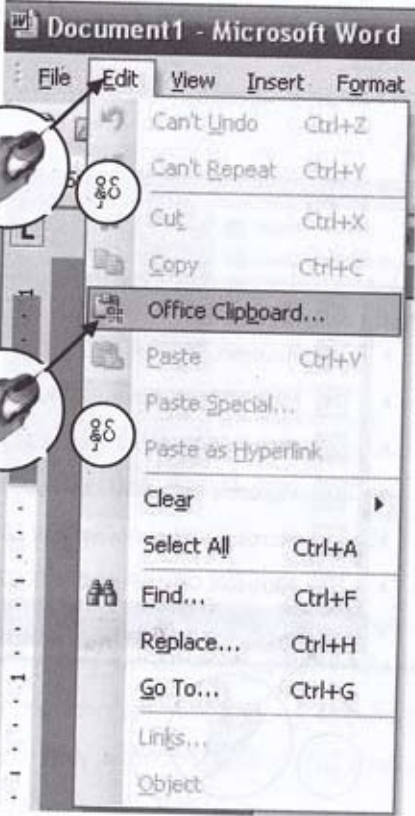 Document1 - Microsoft Word
File Edit View Insert Format
Can't Undo Ctrl+Z
Can't Repeat Ctrl+Y
Cut Ctrl+X
Copy Ctrl+C
Office Clipboard...
Paste Ctrl+V
Paste Special...
Paste as Hyperlink
Clear
Select All Ctrl+A
Find... Ctrl+F
Replace... Ctrl+H
Go To... Ctrl+G
Links...
Object